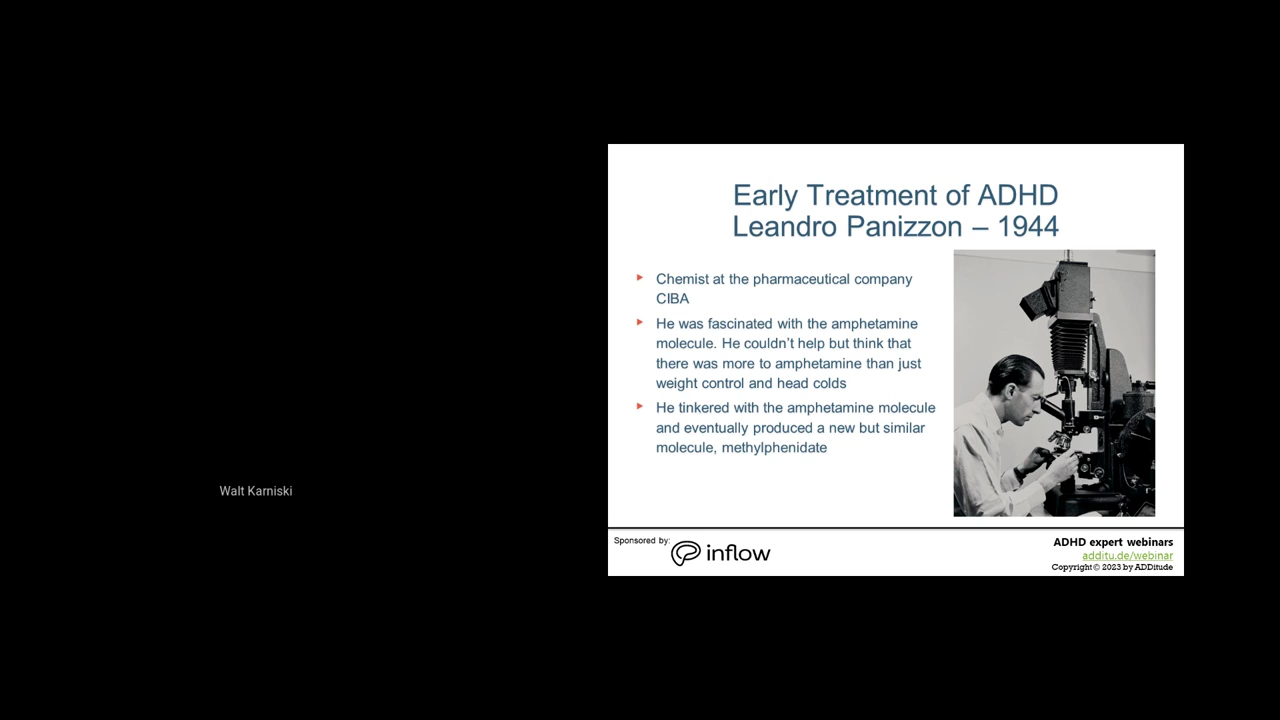 Early Treatment of ADHD
Leandro Panizzon – 1944
Chemist at the pharmaceutical company
CIBA
He was fascinated with the amphetamine
molecule. He couldn't help but think that
there was more to amphetamine than just
weight control and head colds
He tinkered with the amphetamine molecule
and eventually produced a new but similar
molecule, methylphenidate
Walt Karniski
Sponsored by:
inflow
ADHD expert webinars
additu.de/webinar
Copyright © 2023 by ADDitude